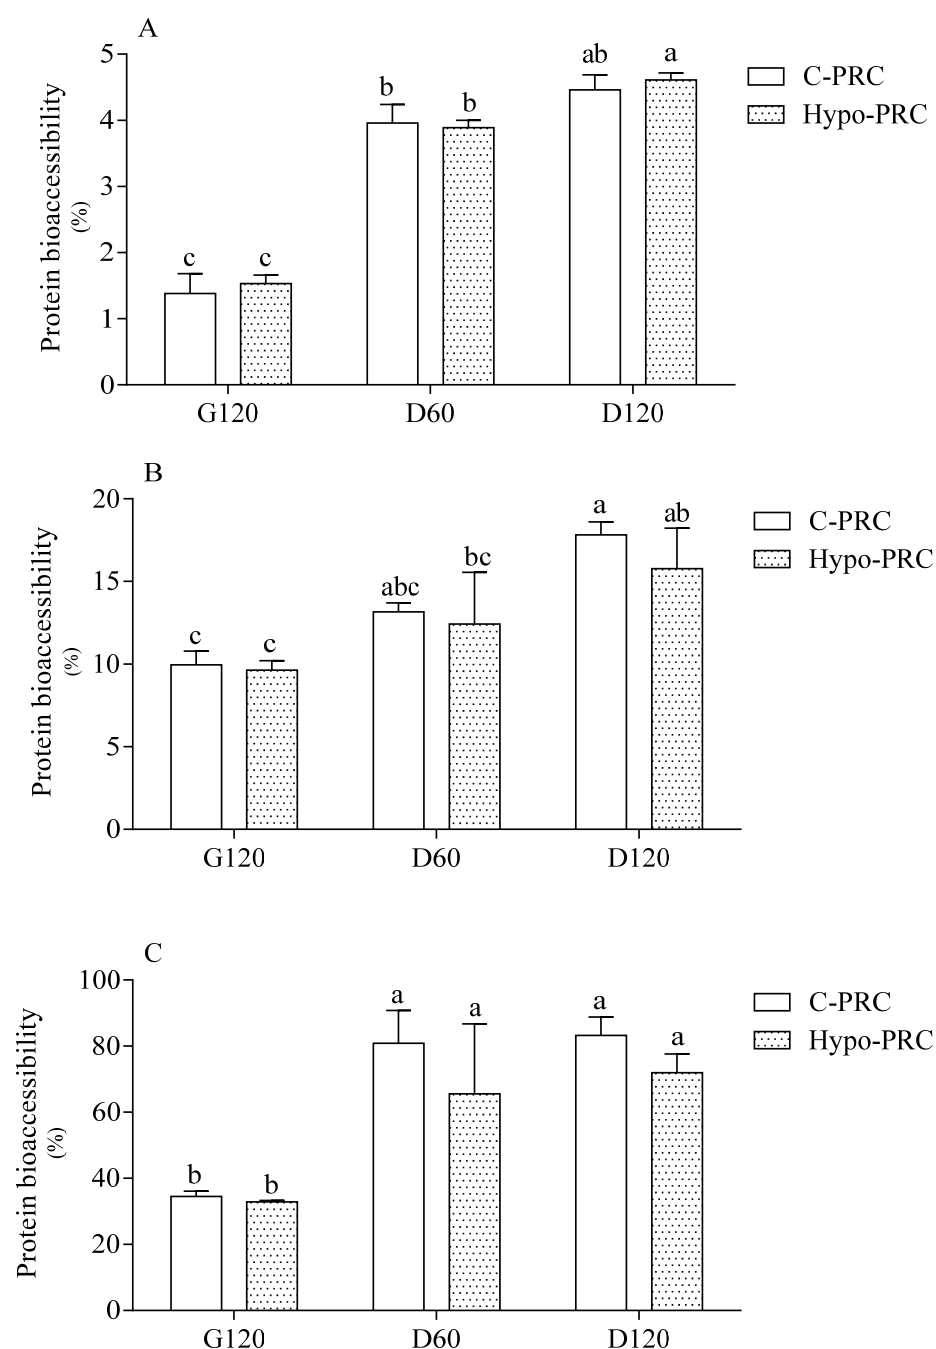 A
Protein bioaccessibility
(%)
5
4
3
2
1
0
c
c
b
b
ab
a
G120
D60
D120
C-PRC
Hypo-PRC
B
Protein bioaccessibility
(%)
20
15
10
5
0
c
c
abc
bc
a
ab
G120
D60
D120
C-PRC
Hypo-PRC
C
Protein bioaccessibility
(%)
100
80
60
40
20
0
b
b
a
a
a
a
G120
D60
D120
C-PRC
Hypo-PRC